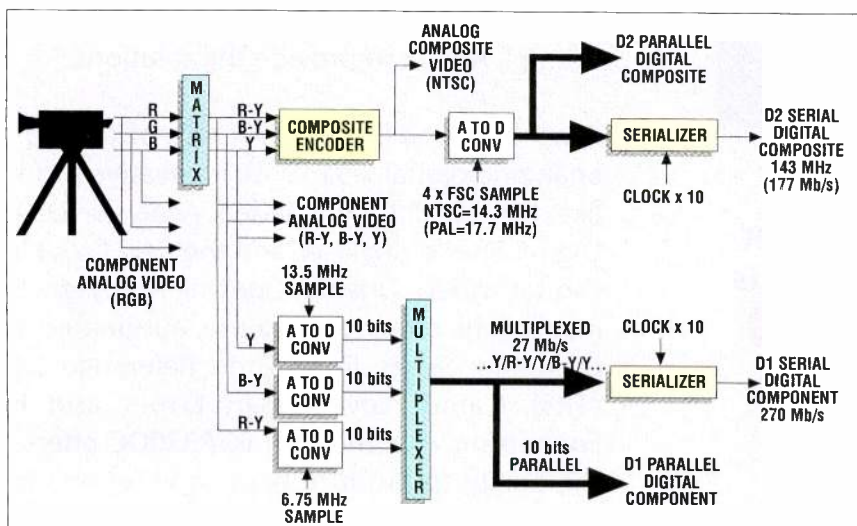 ANALOG
COMPOSITE
VIDEO
(NTSC)
D2 PARALLEL
DIGITAL
COMPOSITE
MATRIX
R
G
B
R-Y
B-Y
Y
COMPOSITE
ENCODER
A TO D
CONV
SERIALIZER
D2 SERIAL
DIGITAL
COMPOSITE
143 MHz
(177 Mb/s)
4 x FSC SAMPLE
NTSC=14.3 MHz
(PAL=17.7 MHz)
CLOCK x 10
COMPONENT
ANALOG VIDEO
(R-Y, B-Y, Y)
COMPONENT
ANALOG VIDEO
(RGB)
13.5 MHz
SAMPLE
Y
A TO D
CONV
10 bits
B-Y
A TO D
CONV
10 bits
R-Y
A TO D
CONV
10 bits
6.75 MHz
SAMPLE
MULTIPLEXER
MULTIPLEXED
27 Mb/s
...Y/R-Y/Y/B-Y/Y...
CLOCK x 10
SERIALIZER
D1 SERIAL
DIGITAL
COMPONENT
270 Mb/s
10 bits
PARALLEL
D1 PARALLEL
DIGITAL
COMPONENT